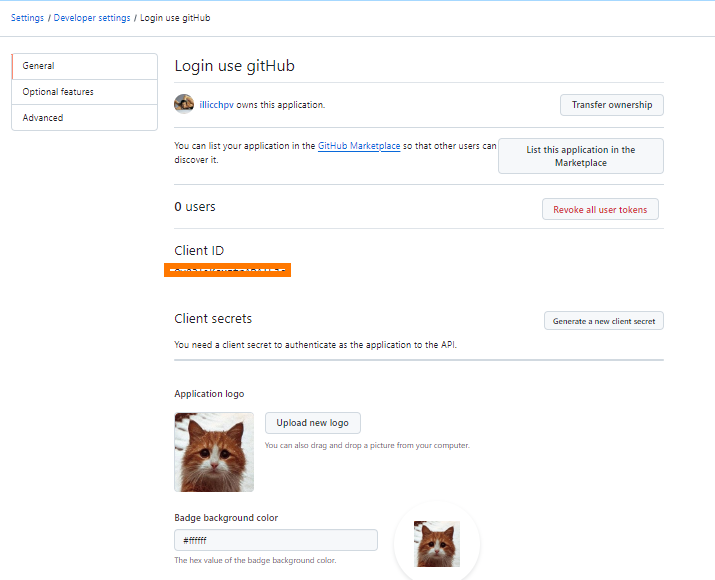 Settings / Developer settings / Login use gitHub
General
Optional features
Advanced
Login use gitHub
illicchpv owns this application.
Transfer ownership
You can list your application in the GitHub Marketplace so that other users can
discover it.
List this application in the
Marketplace
0 users
Revoke all user tokens
Client ID
Client secrets
Generate a new client secret
You need a client secret to authenticate as the application to the API.
Application logo
Upload new logo
You can also drag and drop a picture from your computer.
Badge background color
#ffffff
The hex value of the badge background color.